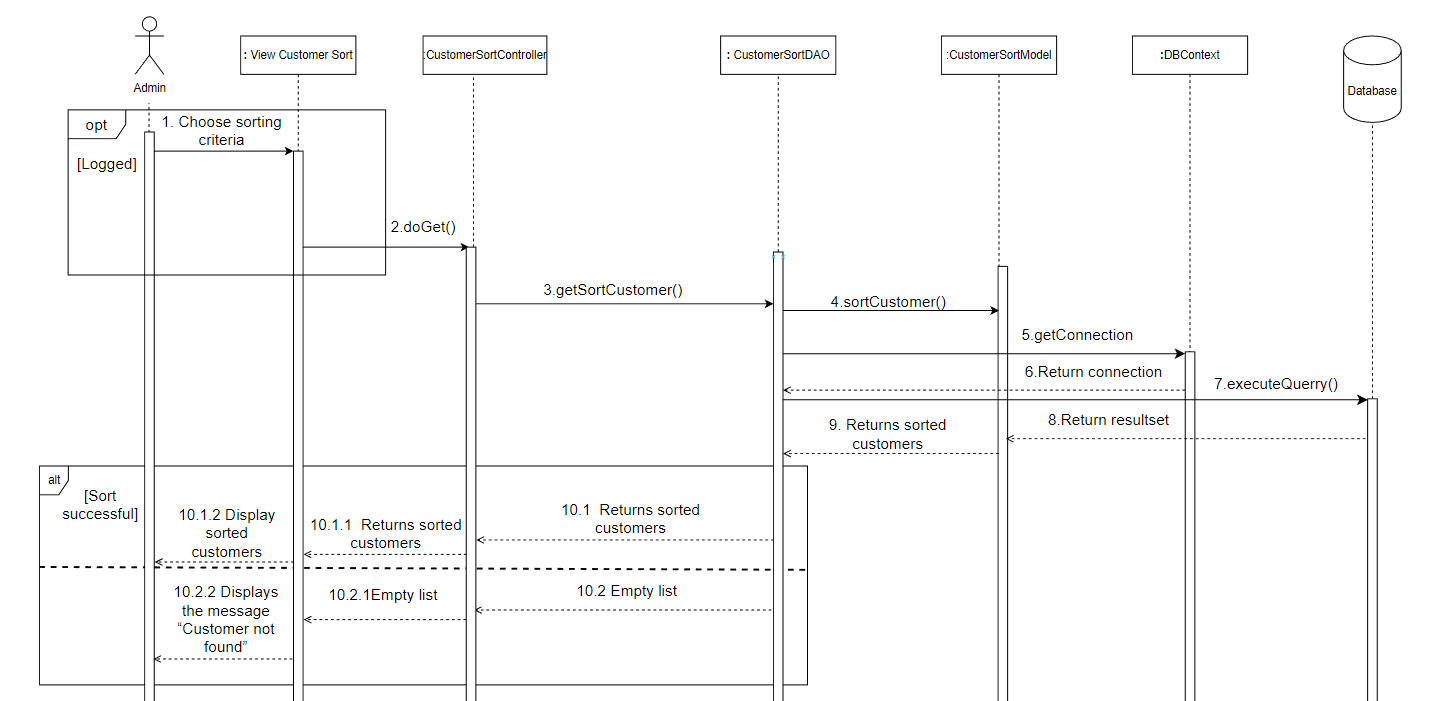 : View Customer Sort
:CustomerSortController
: CustomerSortDAO
:CustomerSortModel
:DBContext
Database
Admin
opt
1. Choose sorting
criteria
[Logged]
2.doGet()
3.getSortCustomer()
4.sortCustomer()
5.getConnection
6.Return connection
7.executeQuerry()
8.Return resultset
9. Returns sorted
customers
alt
[Sort
successful]
10.1 Returns sorted
customers
10.1.1 Returns sorted
customers
10.1.2 Display
sorted
customers
10.2 Empty list
10.2.1Empty list
10.2.2 Displays
the message
“Customer not
found”